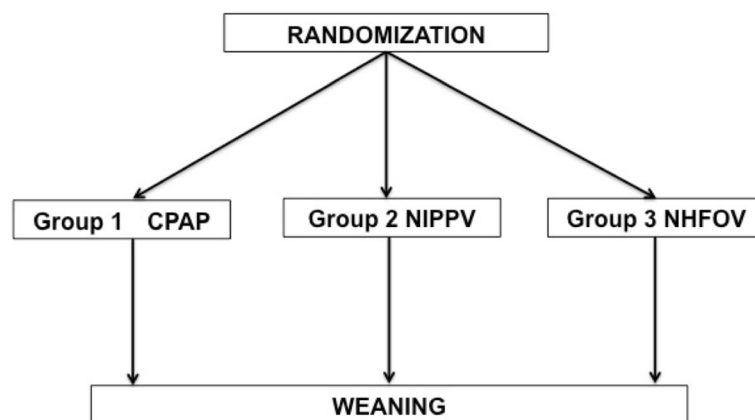 RANDOMIZATION
Group 1 CPAP
Group 2 NIPPV
Group 3 NHFOV
WEANING